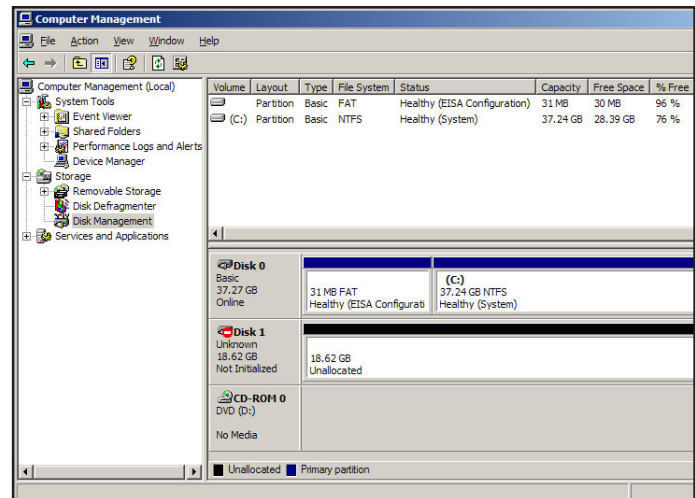 Computer Management
File Action View Window Help
Computer Management (Local)
System Tools
Event Viewer
Shared Folders
Performance Logs and Alerts
Device Manager
Storage
Removable Storage
Disk Defragmenter
Disk Management
Services and Applications
Volume Layout Type File System Status Capacity Free Space % Free
Partition Basic FAT Healthy (EISA Configuration) 31 MB 30 MB 96 %
(C:) Partition Basic NTFS Healthy (System) 37.24 GB 28.39 GB 76 %
Disk 0
Basic
37.27 GB
Online
31 MB FAT
Healthy (EISA Configurati
(C:)
37.24 GB NTFS
Healthy (System)
Disk 1
Unknown
18.62 GB
Not Initialized
18.62 GB
Unallocated
CD-ROM 0
DVD (D:)
No Media
Unallocated Primary partition